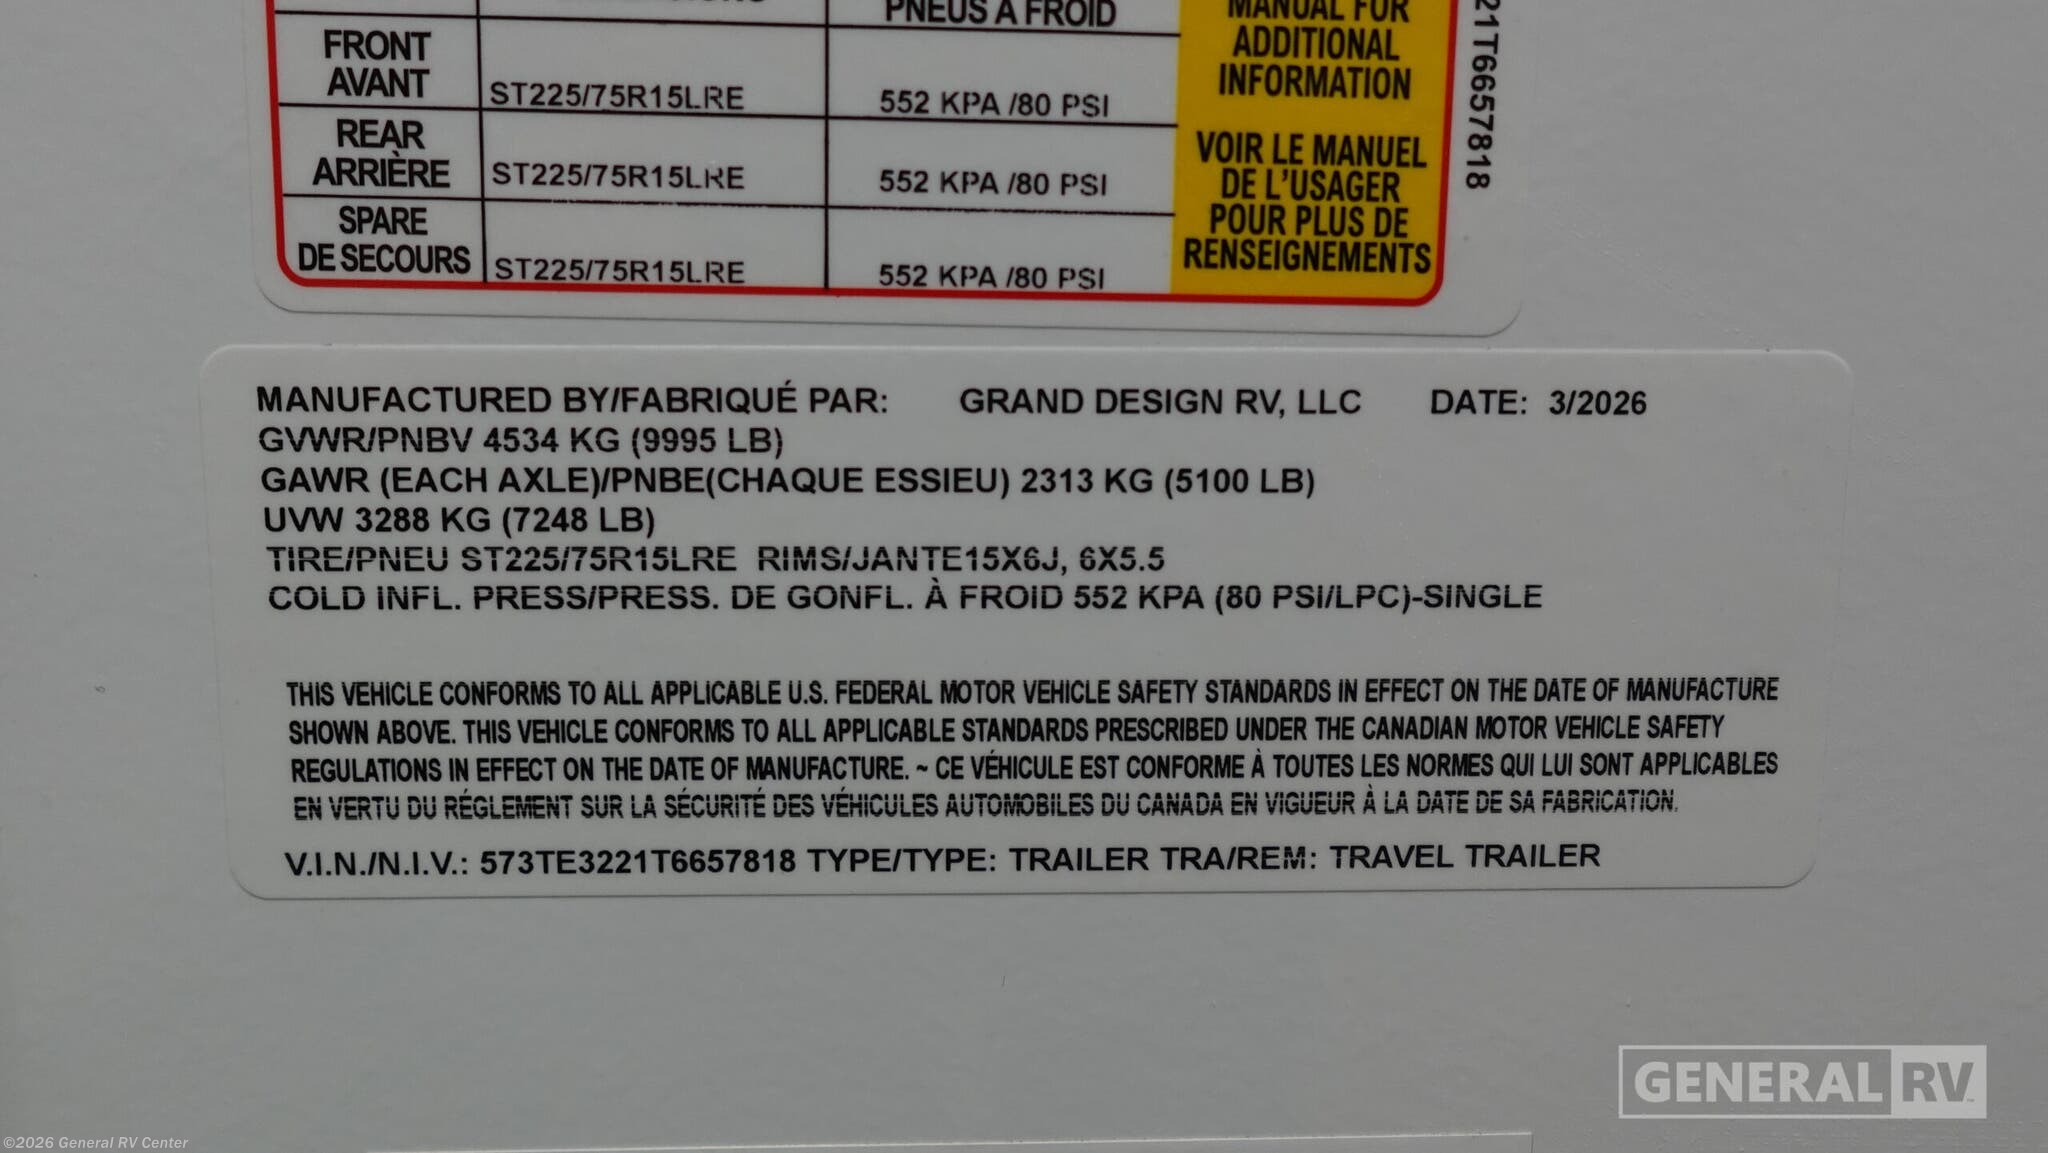 PNEUS À FROID
MANUAL FOR
FRONT
AVANT
ST225/75R15LRE
552 KPA /80 PSI
ADDITIONAL
INFORMATION
REAR
ARRIÈRE
ST225/75R15LRE
552 KPA /80 PSI
VOIR LE MANUEL
DE L'USAGER
POUR PLUS DE
RENSEIGNEMENTS
SPARE
DE SECOURS
ST225/75R15LRE
552 KPA /80 PSI
21T6657818
MANUFACTURED BY/FABRIQUÉ PAR: GRAND DESIGN RV, LLC DATE: 3/2026
GVWR/PNBV 4534 KG (9995 LB)
GAWR (EACH AXLE)/PNBE(CHAQUE ESSIEU) 2313 KG (5100 LB)
UVW 3288 KG (7248 LB)
TIRE/PNEU ST225/75R15LRE RIMS/JANTE15X6J, 6X5.5
COLD INFL. PRESS/PRESS. DE GONFL. À FROID 552 KPA (80 PSI/LPC)-SINGLE
THIS VEHICLE CONFORMS TO ALL APPLICABLE U.S. FEDERAL MOTOR VEHICLE SAFETY STANDARDS IN EFFECT ON THE DATE OF MANUFACTURE
SHOWN ABOVE. THIS VEHICLE CONFORMS TO ALL APPLICABLE STANDARDS PRESCRIBED UNDER THE CANADIAN MOTOR VEHICLE SAFETY
REGULATIONS IN EFFECT ON THE DATE OF MANUFACTURE. ~ CE VÉHICULE EST CONFORME À TOUTES LES NORMES QUI LUI SONT APPLICABLES
EN VERTU DU RÉGLEMENT SUR LA SÉCURITÉ DES VÉHICULES AUTOMOBILES DU CANADA EN VIGUEUR À LA DATE DE SA FABRICATION.
V.I.N./N.I.V.: 573TE3221T6657818 TYPE/TYPE: TRAILER TRA/REM: TRAVEL TRAILER
GENERAL RV
©2026 General RV Center